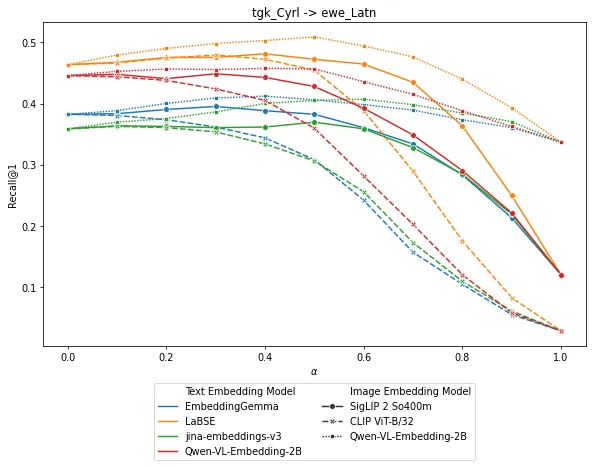 tgk_Cyrl -> ewe_Latn
0.5
0.4
0.3
0.2
0.1
Recall@1
0.0 0.2 0.4 0.6 0.8 1.0
α
Text Embedding Model Image Embedding Model
EmbeddingGemma SigLIP 2 So400m
LaBSE CLIP ViT-B/32
jina-embeddings-v3 Qwen-VL-Embedding-2B
Qwen-VL-Embedding-2B